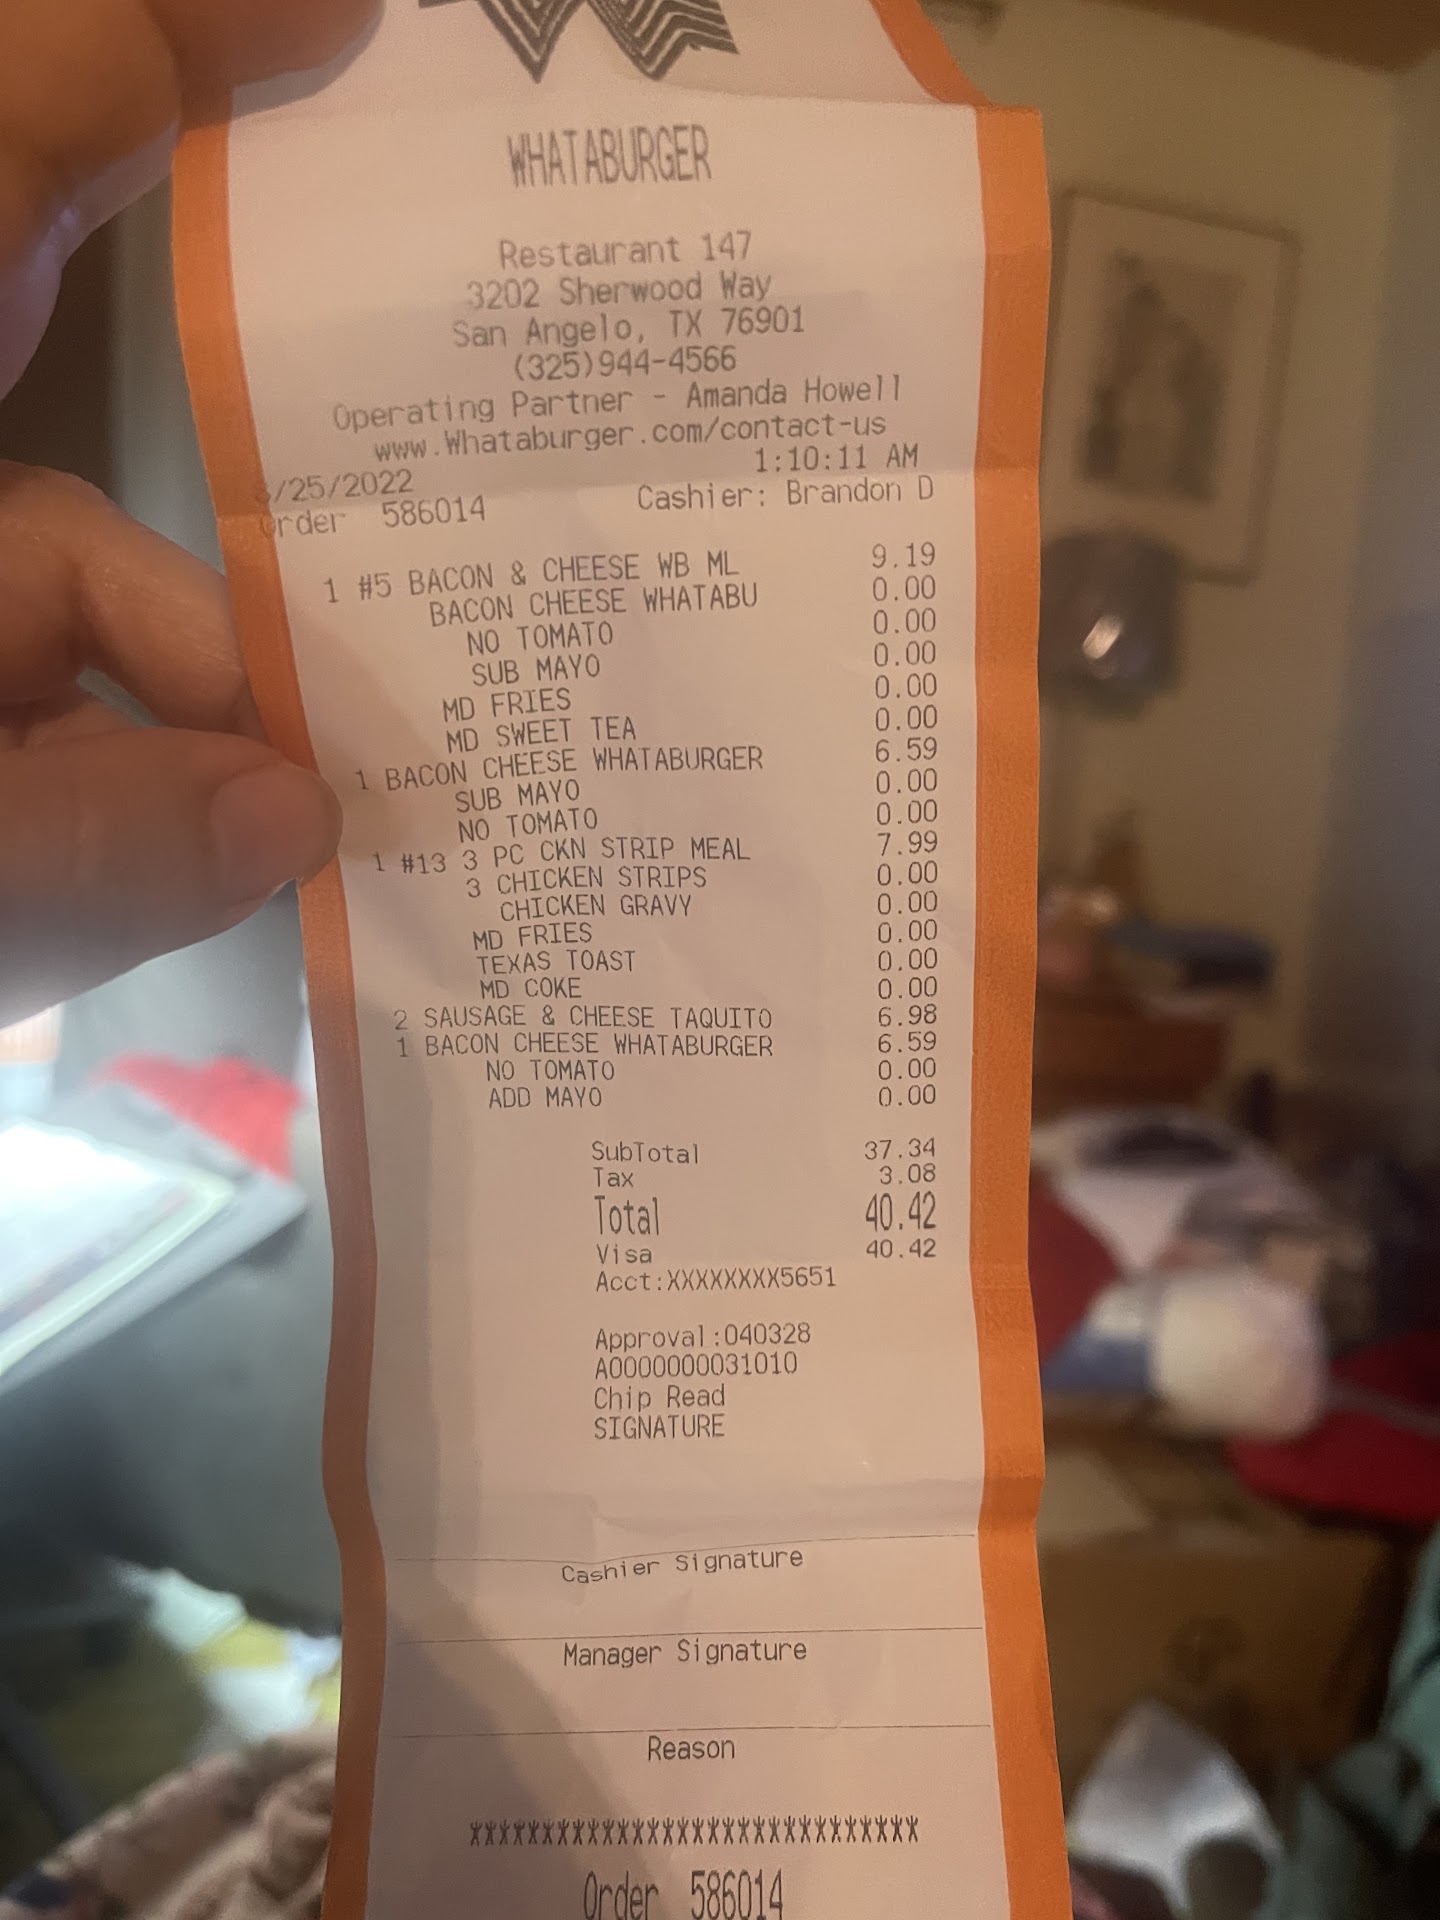 WHATABURGER
Restaurant 147
3202 Sherwood Way
San Angelo, TX 76901
(325)944-4566
Operating Partner - Amanda Howell
www.Whataburger.com/contact-us
/25/2022 1:10:11 AM
Order 586014 Cashier: Brandon D
1 #5 BACON & CHEESE WB ML 9.19
BACON CHEESE WHATABU 0.00
NO TOMATO 0.00
SUB MAYO 0.00
MD FRIES 0.00
MD SWEET TEA 0.00
1 BACON CHEESE WHATABURGER 6.59
SUB MAYO 0.00
NO TOMATO 0.00
1 #13 3 PC CKN STRIP MEAL 7.99
3 CHICKEN STRIPS 0.00
CHICKEN GRAVY 0.00
MD FRIES 0.00
TEXAS TOAST 0.00
MD COKE 0.00
2 SAUSAGE & CHEESE TAQUITO 6.98
1 BACON CHEESE WHATABURGER 6.59
NO TOMATO 0.00
ADD MAYO 0.00
SubTotal 37.34
Tax 3.08
Total 40.42
Visa 40.42
Acct:XXXXXXXX5651
Approval:040328
A0000000031010
Chip Read
SIGNATURE
Cashier Signature
Manager Signature
Reason
*******************************
Order 586014